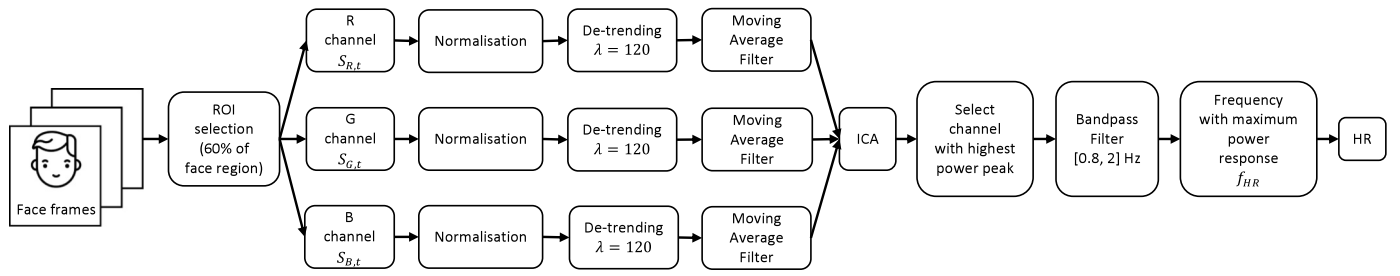 Face frames
ROI
selection
(60% of
face region)
R
channel
S_{R,t}
Normalisation
De-trending
λ = 120
Moving
Average
Filter
G
channel
S_{G,t}
Normalisation
De-trending
λ = 120
Moving
Average
Filter
B
channel
S_{B,t}
Normalisation
De-trending
λ = 120
Moving
Average
Filter
ICA
Select
channel
with highest
power peak
Bandpass
Filter
[0.8, 2] Hz
Frequency
with maximum
power
response
f_{HR}
HR